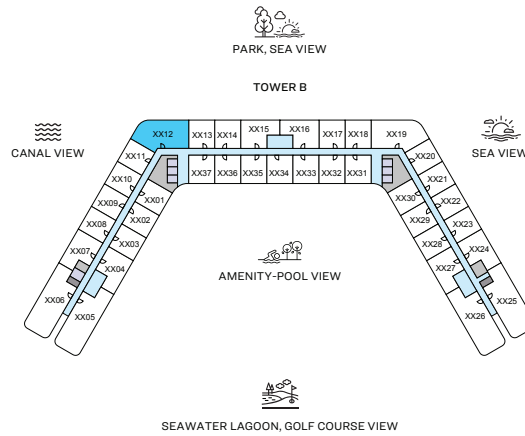 PARK, SEA VIEW
TOWER B
XX12
XX13
XX14
XX15
XX16
XX17
XX18
XX19
CANAL VIEW
SEA VIEW
XX11
XX20
XX37
XX36
XX35
XX34
XX33
XX32
XX31
XX10
XX21
XX01
XX30
XX09
XX22
XX02
XX29
XX08
XX23
XX03
XX28
XX07
XX24
XX04
XX27
AMENITY-POOL VIEW
XX06
XX25
XX05
XX26
SEAWATER LAGOON, GOLF COURSE VIEW